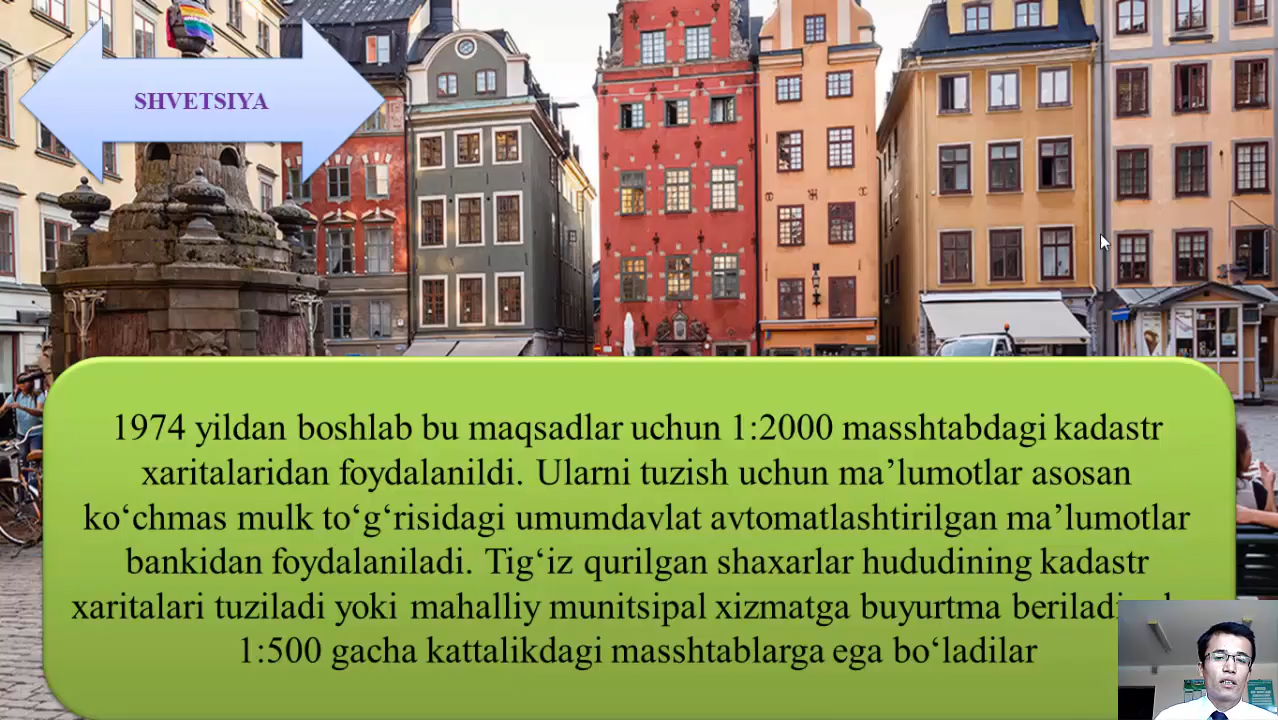 SHVETSIYA
1974 yildan boshlab bu maqsadlar uchun 1:2000 masshtabdagi kadastr
xaritalaridan foydalanildi. Ularni tuzish uchun ma’lumotlar asosan
ko‘chmas mulk to‘g‘risidagi umumdavlat avtomatlashtirilgan ma’lumotlar
bankidan foydalaniladi. Tig‘iz qurilgan shaxarlar hududining kadastr
xaritalari tuziladi yoki mahalliy munitsipal xizmatga buyurtma
1:500 gacha kattalikdagi masshtablarga ega bo‘ladilar